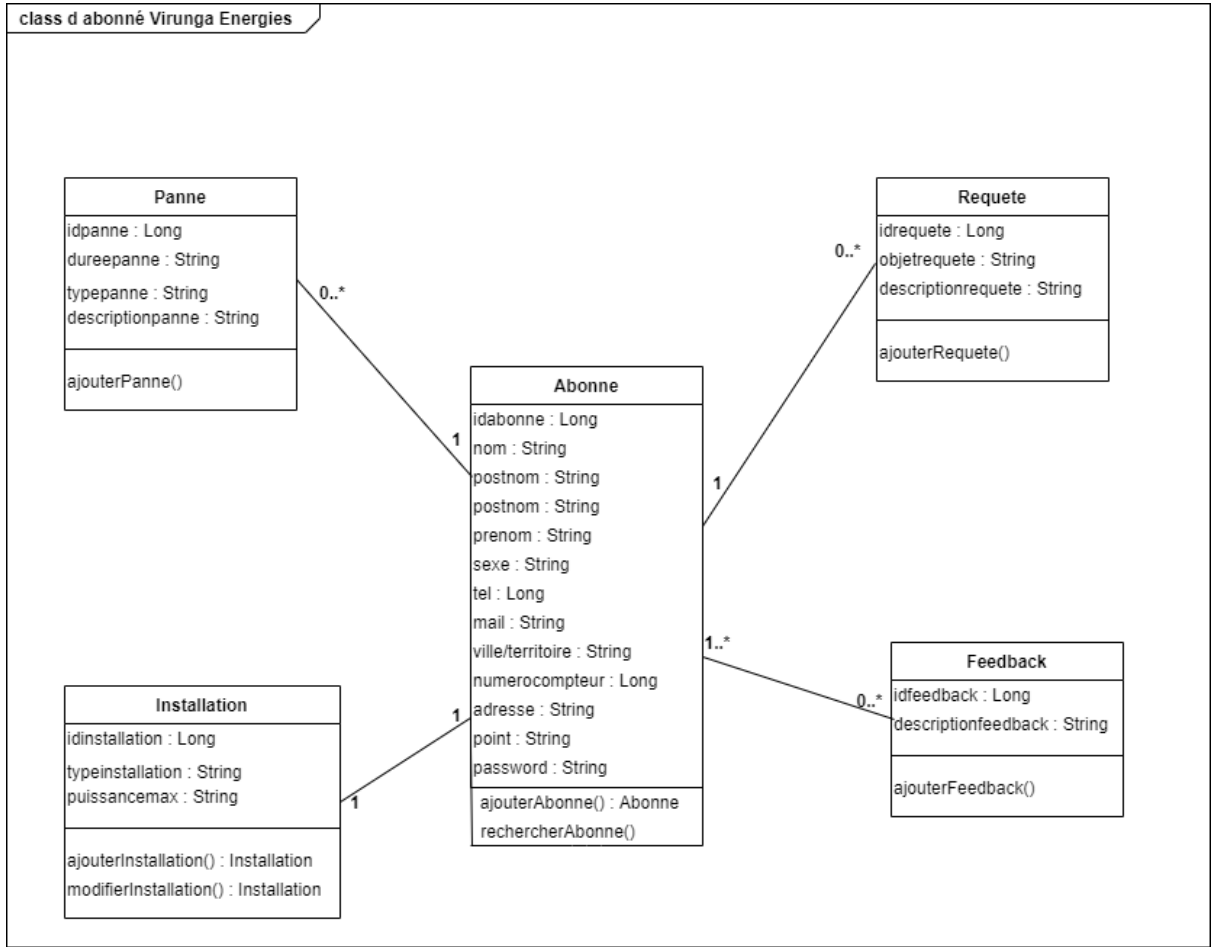 class d abonné Virunga Energies
Panne
idpanne : Long
dureepanne : String
typepanne : String
descriptionpanne : String
ajouterPanne()
0..*
1
Requete
idrequete : Long
objetrequete : String
descriptionrequete : String
ajouterRequete()
0..*
1
Abonne
idabonne : Long
nom : String
postnom : String
postnom : String
prenom : String
sexe : String
tel : Long
mail : String
ville/territoire : String
numerocompteur : Long
adresse : String
point : String
password : String
ajouterAbonne() : Abonne
rechercherAbonne()
1..*
0..*
Feedback
idfeedback : Long
descriptionfeedback : String
ajouterFeedback()
1
1
Installation
idinstallation : Long
typeinstallation : String
puissancemax : String
ajouterInstallation() : Installation
modifierInstallation() : Installation